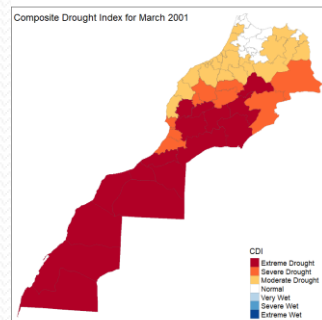 Composite Drought Index for March 2001
CDI
Extreme Drought
Severe Drought
Moderate Drought
Normal
Very Wet
Severe Wet
Extreme Wet